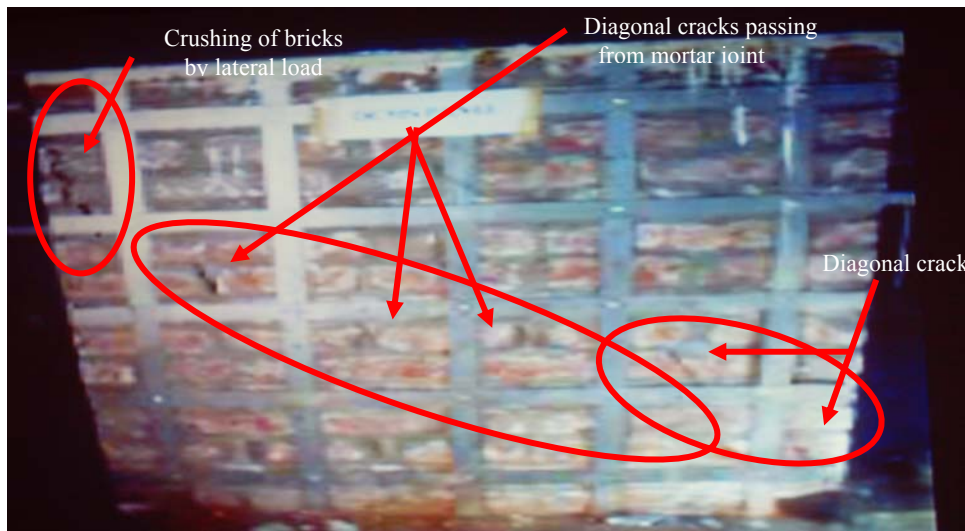 Crushing of bricks
by lateral load
Diagonal cracks passing
from mortar joint
Diagonal crack